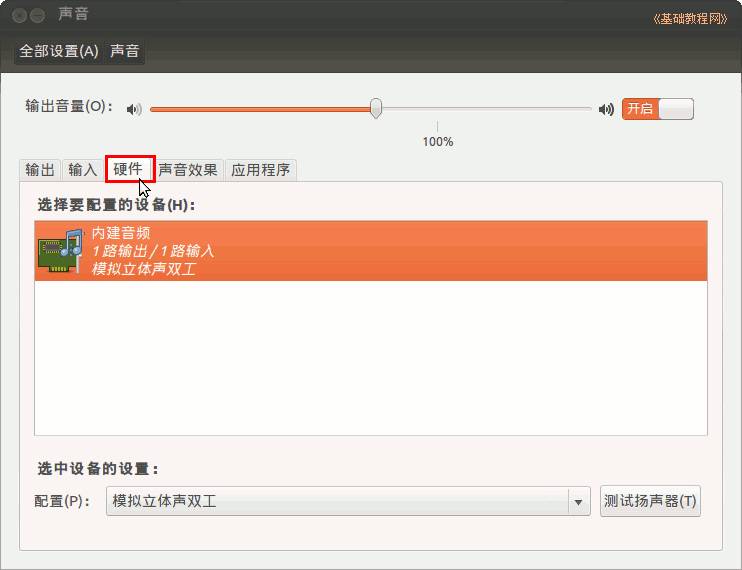 声音
《基础教程网》
全部设置(A) 声音
输出音量(O)：
开启
100%
输出 输入 硬件 声音效果 应用程序
选择要配置的设备(H)：
内建音频
1路输出 / 1路输入
模拟立体声双工
选中设备的设置：
配置(P)： 模拟立体声双工 测试扬声器(T)